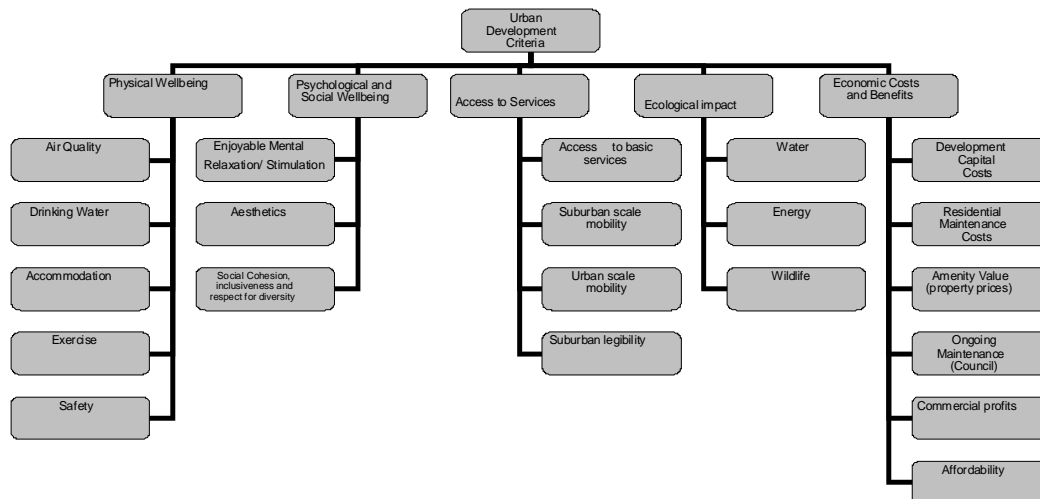 Urban
Development
Criteria
Physical Wellbeing
Psychological and
Social Wellbeing
Access to Services
Ecological impact
Economic Costs
and Benefits
Air Quality
Drinking Water
Accommodation
Exercise
Safety
Enjoyable Mental
Relaxation/ Stimulation
Aesthetics
Social Cohesion,
inclusiveness and
respect for diversity
Access to basic
services
Suburban scale
mobility
Urban scale
mobility
Suburban legibility
Water
Energy
Wildlife
Development
Capital
Costs
Residential
Maintenance
Costs
Amenity Value
(property prices)
Ongoing
Maintenance
(Council)
Commercial profits
Affordability